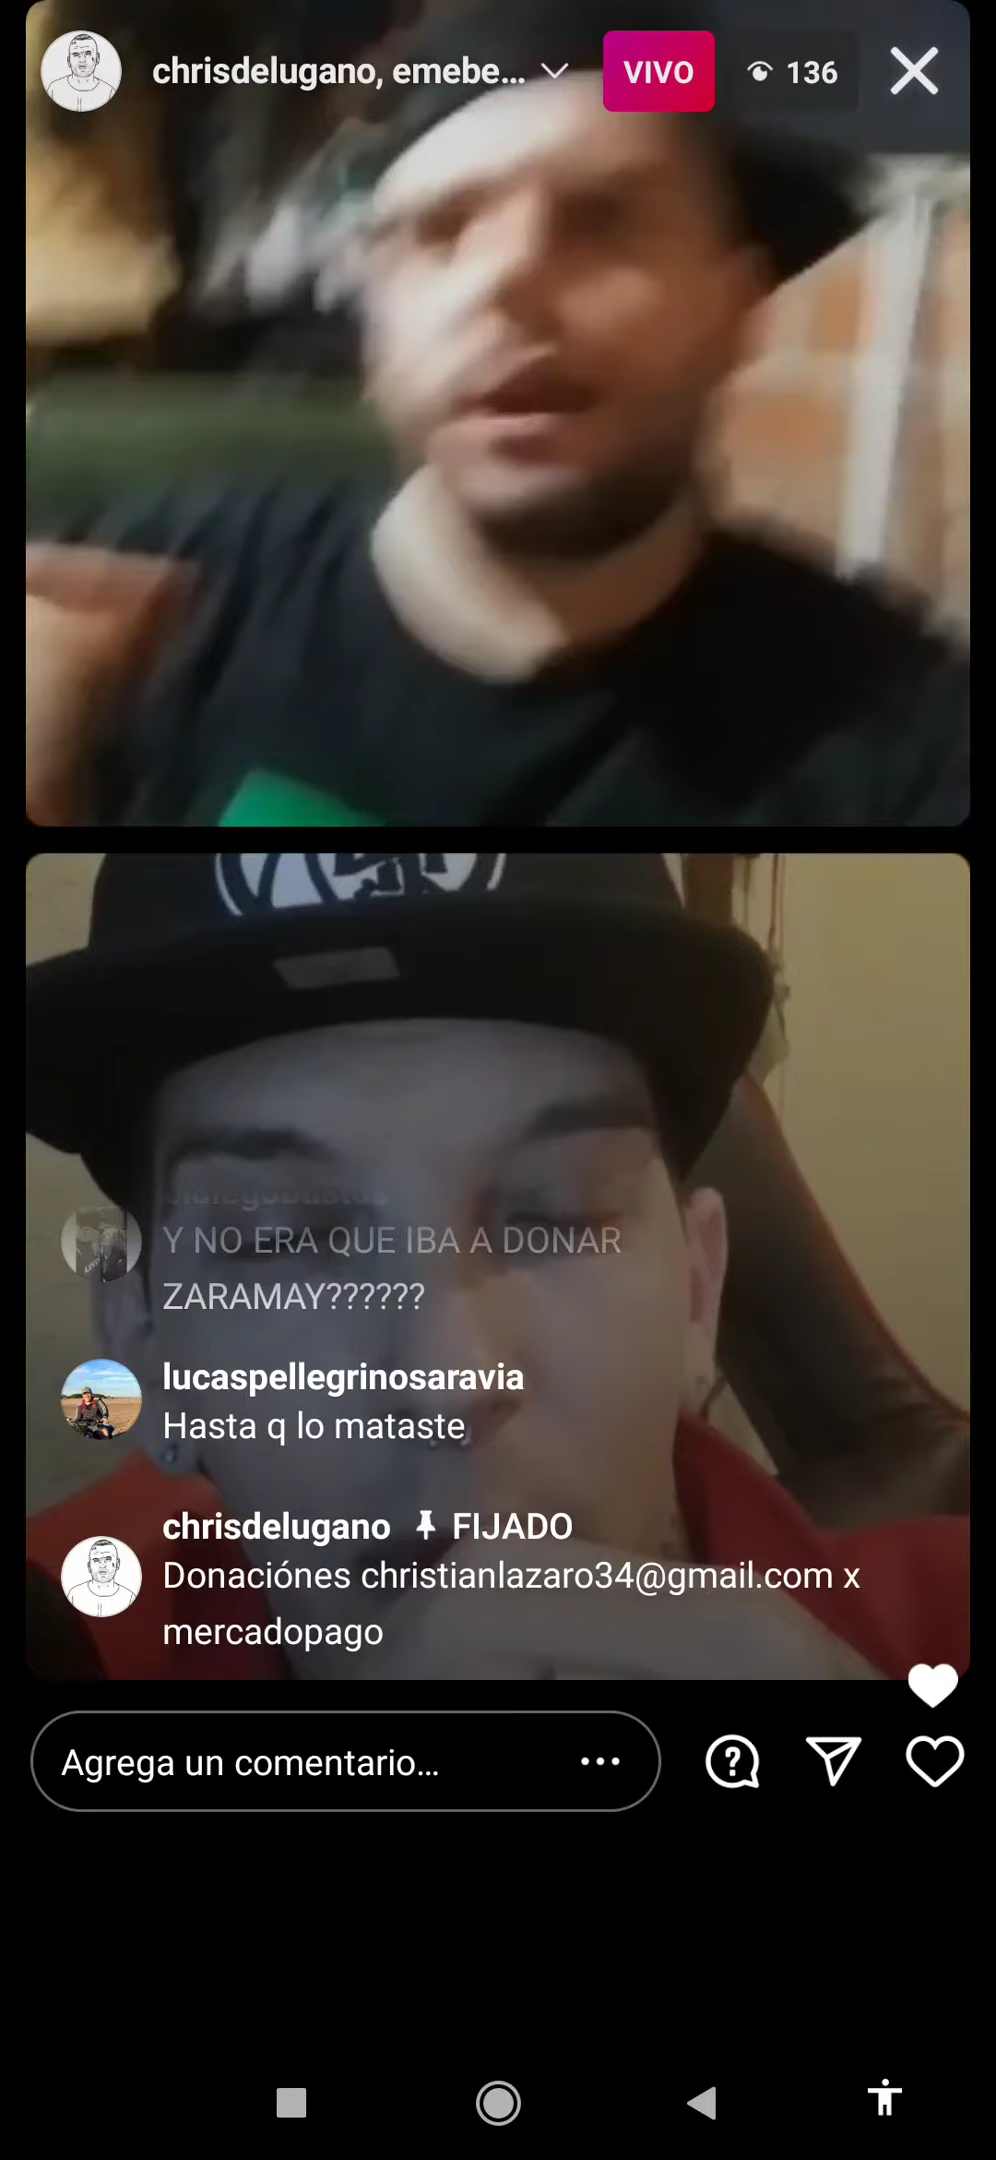 chrisdelugano, emebe...
VIVO
136
Y NO ERA QUE IBA A DONAR
ZARAMAY??????
lucaspellegrinosaravia
Hasta q lo mataste
chrisdelugano FIJADO
Donaciónes christianlazaro34@gmail.com x
mercadopago
Agrega un comentario...